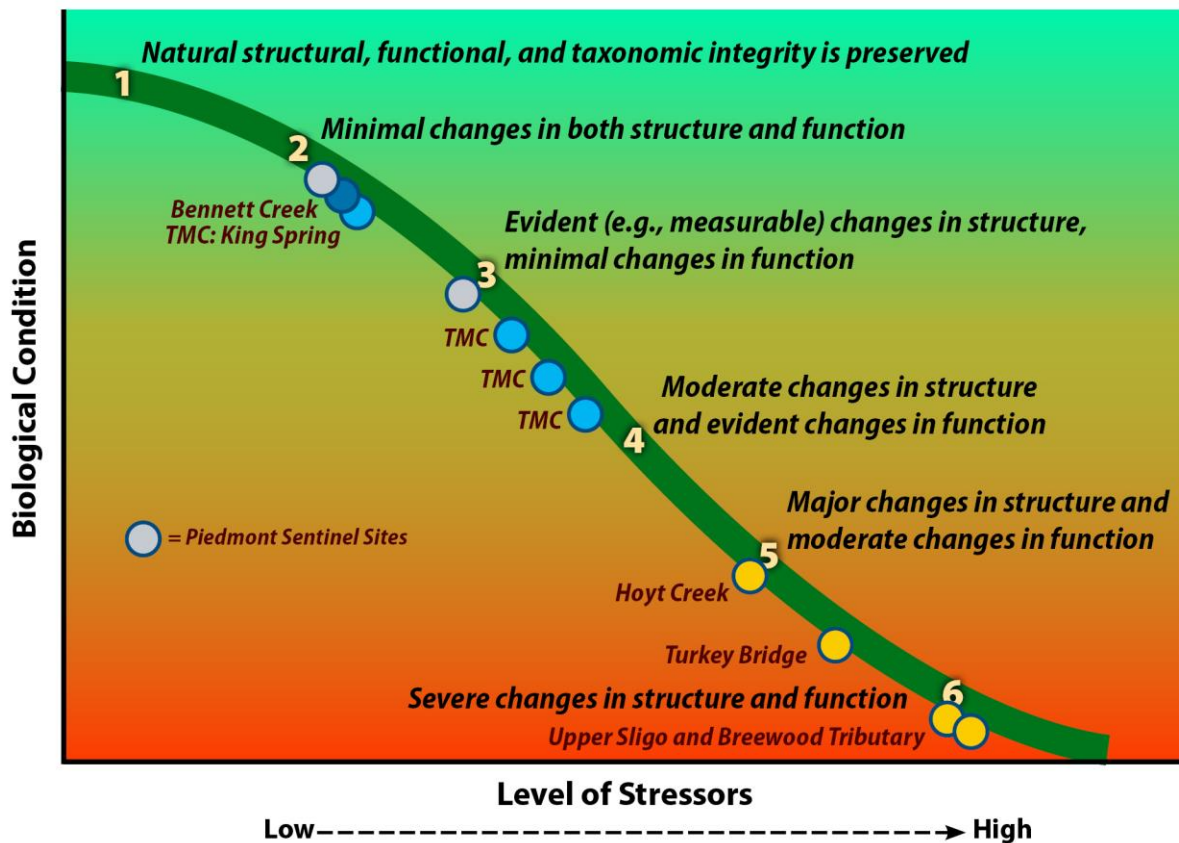 Natural structural, functional, and taxonomic integrity is preserved
1
2
Minimal changes in both structure and function
Bennett Creek
TMC: King Spring
Evident (e.g., measurable) changes in structure,
minimal changes in function
3
TMC
TMC
TMC
Moderate changes in structure
and evident changes in function
4
Major changes in structure and
moderate changes in function
= Piedmont Sentinel Sites
5
Hoyt Creek
Turkey Bridge
Severe changes in structure and function
6
Upper Sligo and Breewood Tributary
Biological Condition
Level of Stressors
Low High